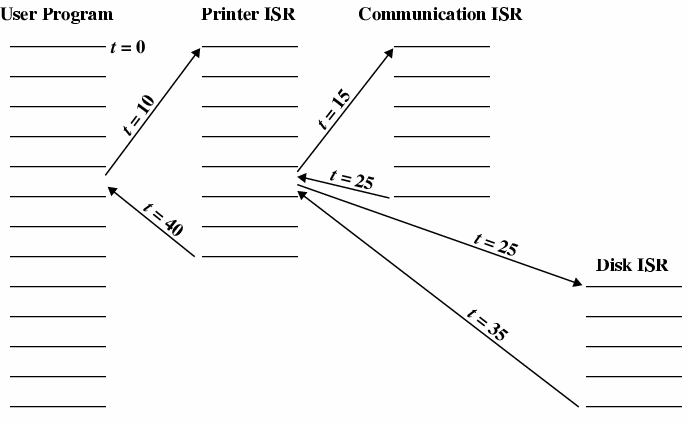 User Program
Printer ISR
Communication ISR
t = 0
t = 10
t = 15
t = 25
t = 40
t = 25
Disk ISR
t = 35